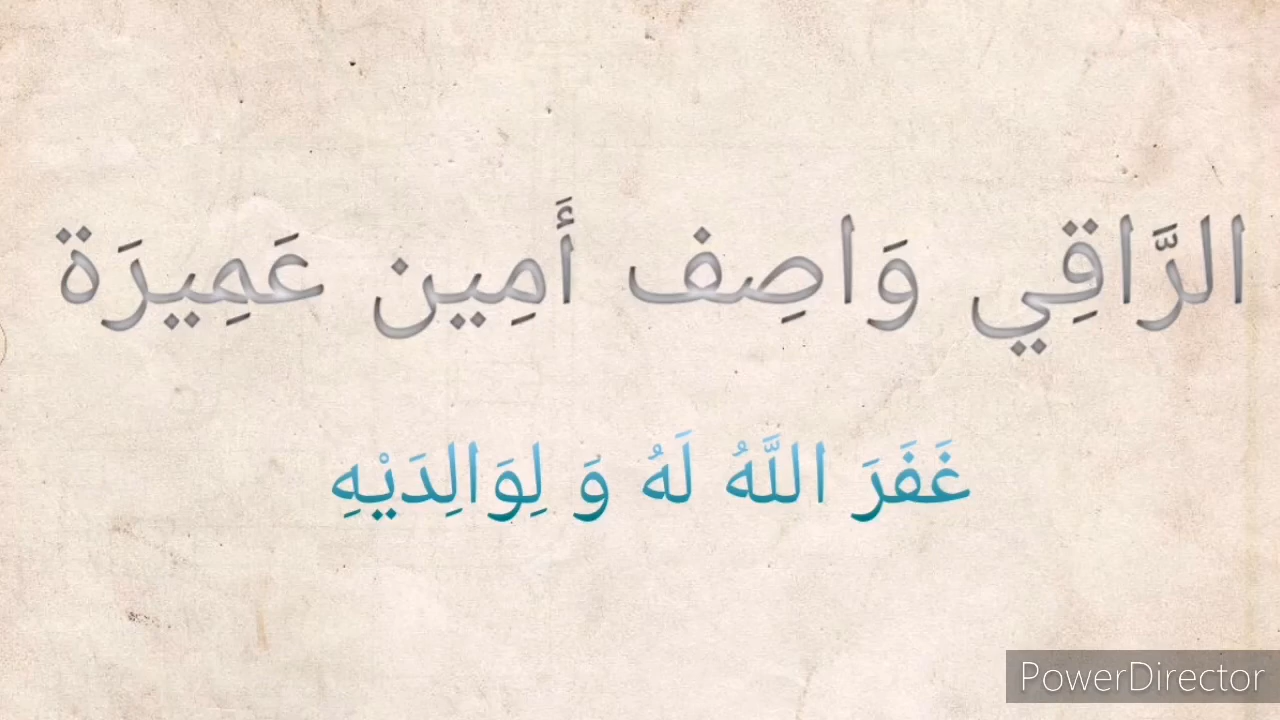 الرَّاقِي وَاصِف أَمِين عَمِيرَة
غَفَرَ اللَّهُ لَهُ وَ لِوَالِدَيْهِ
PowerDirector